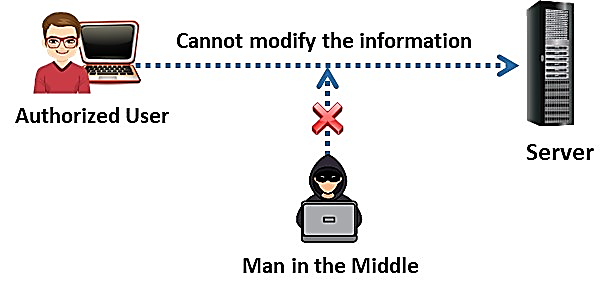 Cannot modify the information
Authorized User
Server
Man in the Middle